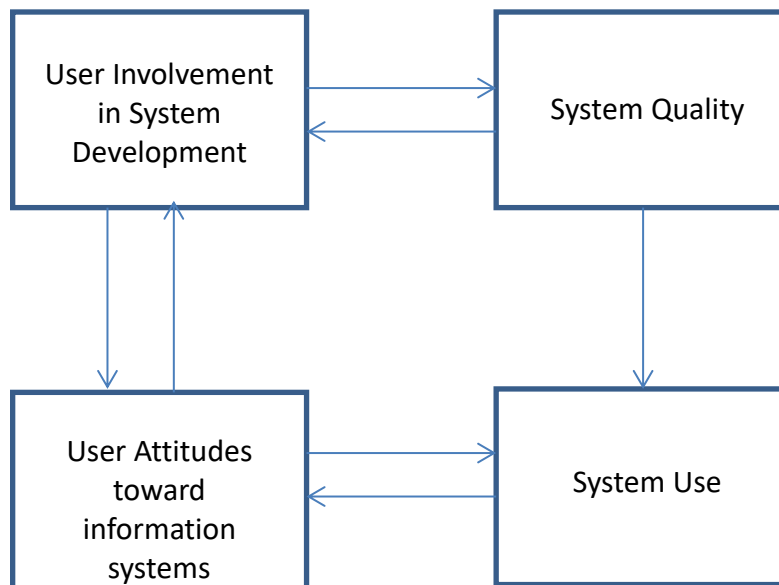 User Involvement
in System
Development
System Quality
User Attitudes
toward
information
systems
System Use